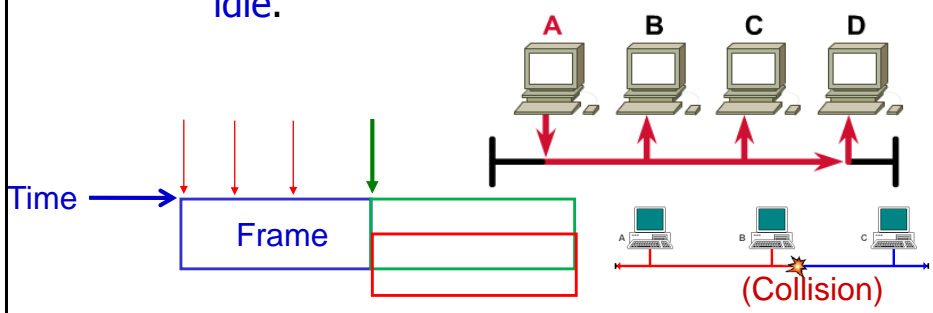 idle.
A B C D
Time
Frame
A B C
(Collision)